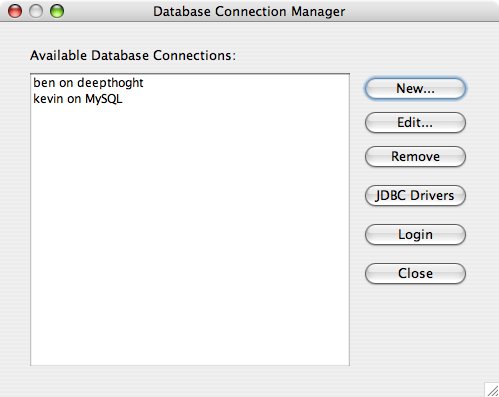 Database Connection Manager
Available Database Connections:
ben on deepthoght
kevin on MySQL
New...
Edit...
Remove
JDBC Drivers
Login
Close